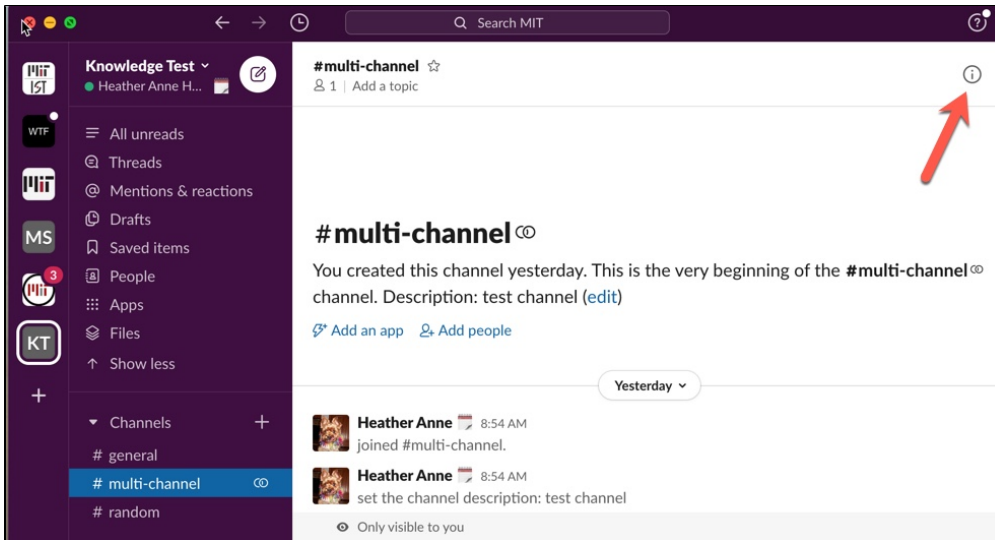 Search MIT
MIT
IST
Knowledge Test
Heather Anne H...
#multi-channel
1 | Add a topic
WTF
All unreads
Threads
MIT
Mentions & reactions
Drafts
MS
Saved items
3
MIT
People
Apps
KT
Files
Show less
#multi-channel
You created this channel yesterday. This is the very beginning of the #multi-channel
channel. Description: test channel (edit)
Add an app Add people
Yesterday
Channels
# general
# multi-channel
# random
Heather Anne 8:54 AM
joined #multi-channel.
Heather Anne 8:54 AM
set the channel description: test channel
Only visible to you